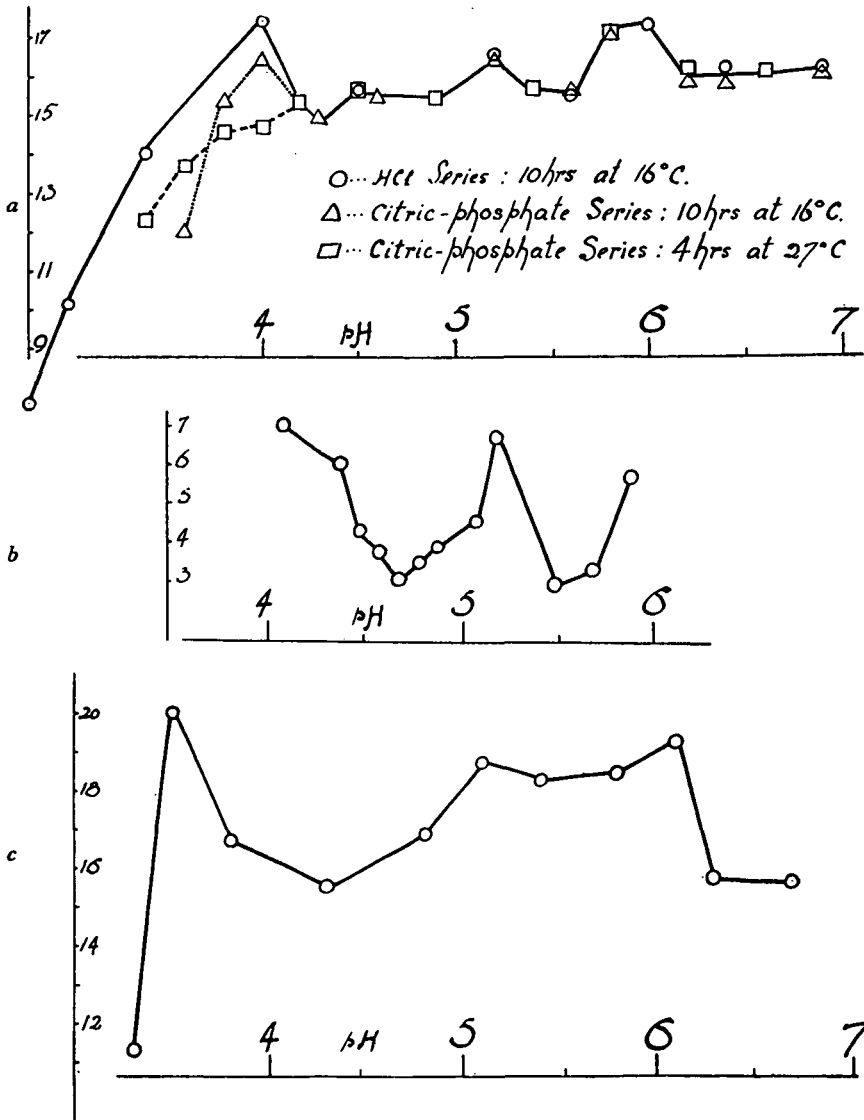 17
15
13
11
9
a
O... HCl Series : 10hrs at 16°C.
△... Citric-phosphate Series : 10hrs at 16°C.
□... Citric-phosphate Series : 4hrs at 27°C
4 pH 5 6 7
b
7
6
5
4
3
4 pH 5 6
c
20
18
16
14
12
4 pH 5 6 7